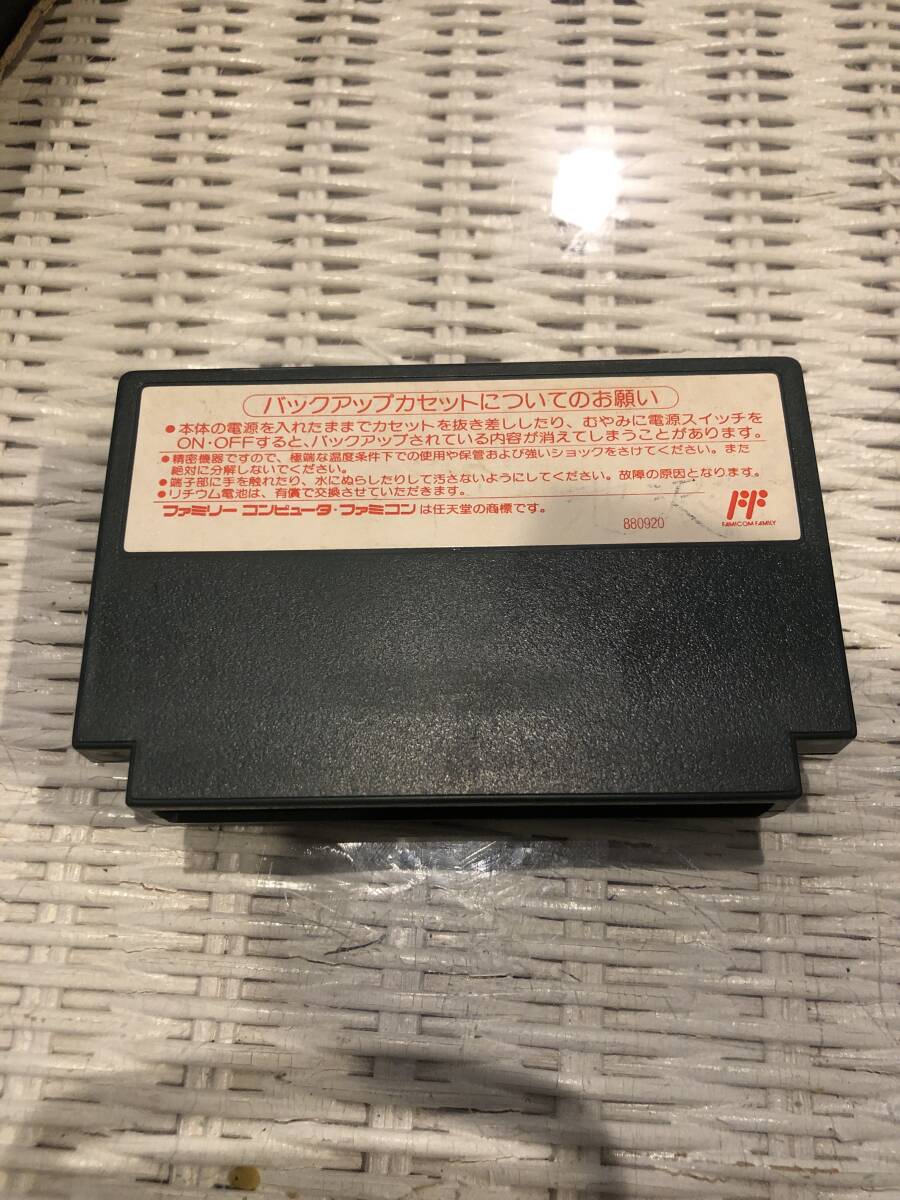 バックアップカセットについてのお願い
●本体の電源を入れたままでカセットを抜き差ししたり、むやみに電源スイッチを
ON・OFFすると、バックアップされている内容が消えてしまうことがあります。
●精密機器ですので、極端な温度条件下での使用や保管および強いショックをさけてください。また
絶対に分解しないでください。
●端子部に手を触れたり、水にぬらしたりして汚さないようにしてください。故障の原因となります。
●リチウム電池は、有償で交換させていただきます。
ファミリーコンピュータ・ファミコンは任天堂の商標です。
880920
FAMICOM FAMILY